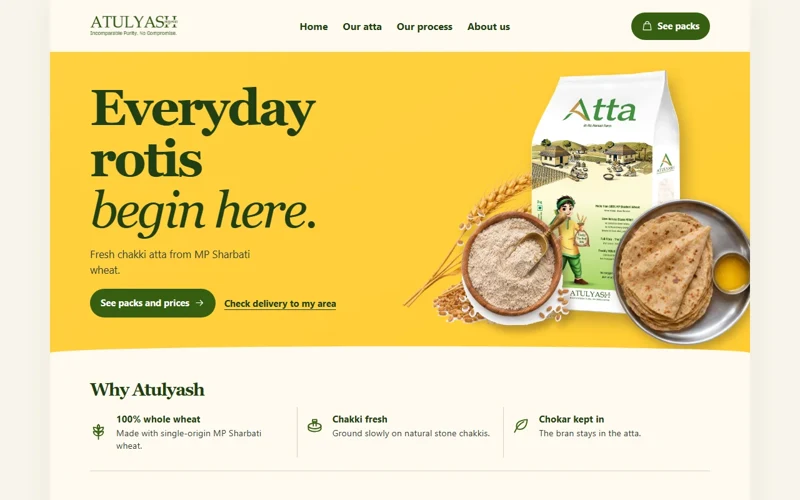 ATULYASH
Incomparable Purity. No Compromise.
Home
Our atta
Our process
About us
See packs
Everyday
rotis
begin here.
Fresh chakki atta from MP Sharbati
wheat.
See packs and prices →
Check delivery to my area
Atta
ATULYASH
Why Atulyash
100% whole wheat
Made with single-origin MP Sharbati
wheat.
Chakki fresh
Ground slowly on natural stone chakkis.
Chokar kept in
The bran stays in the atta.